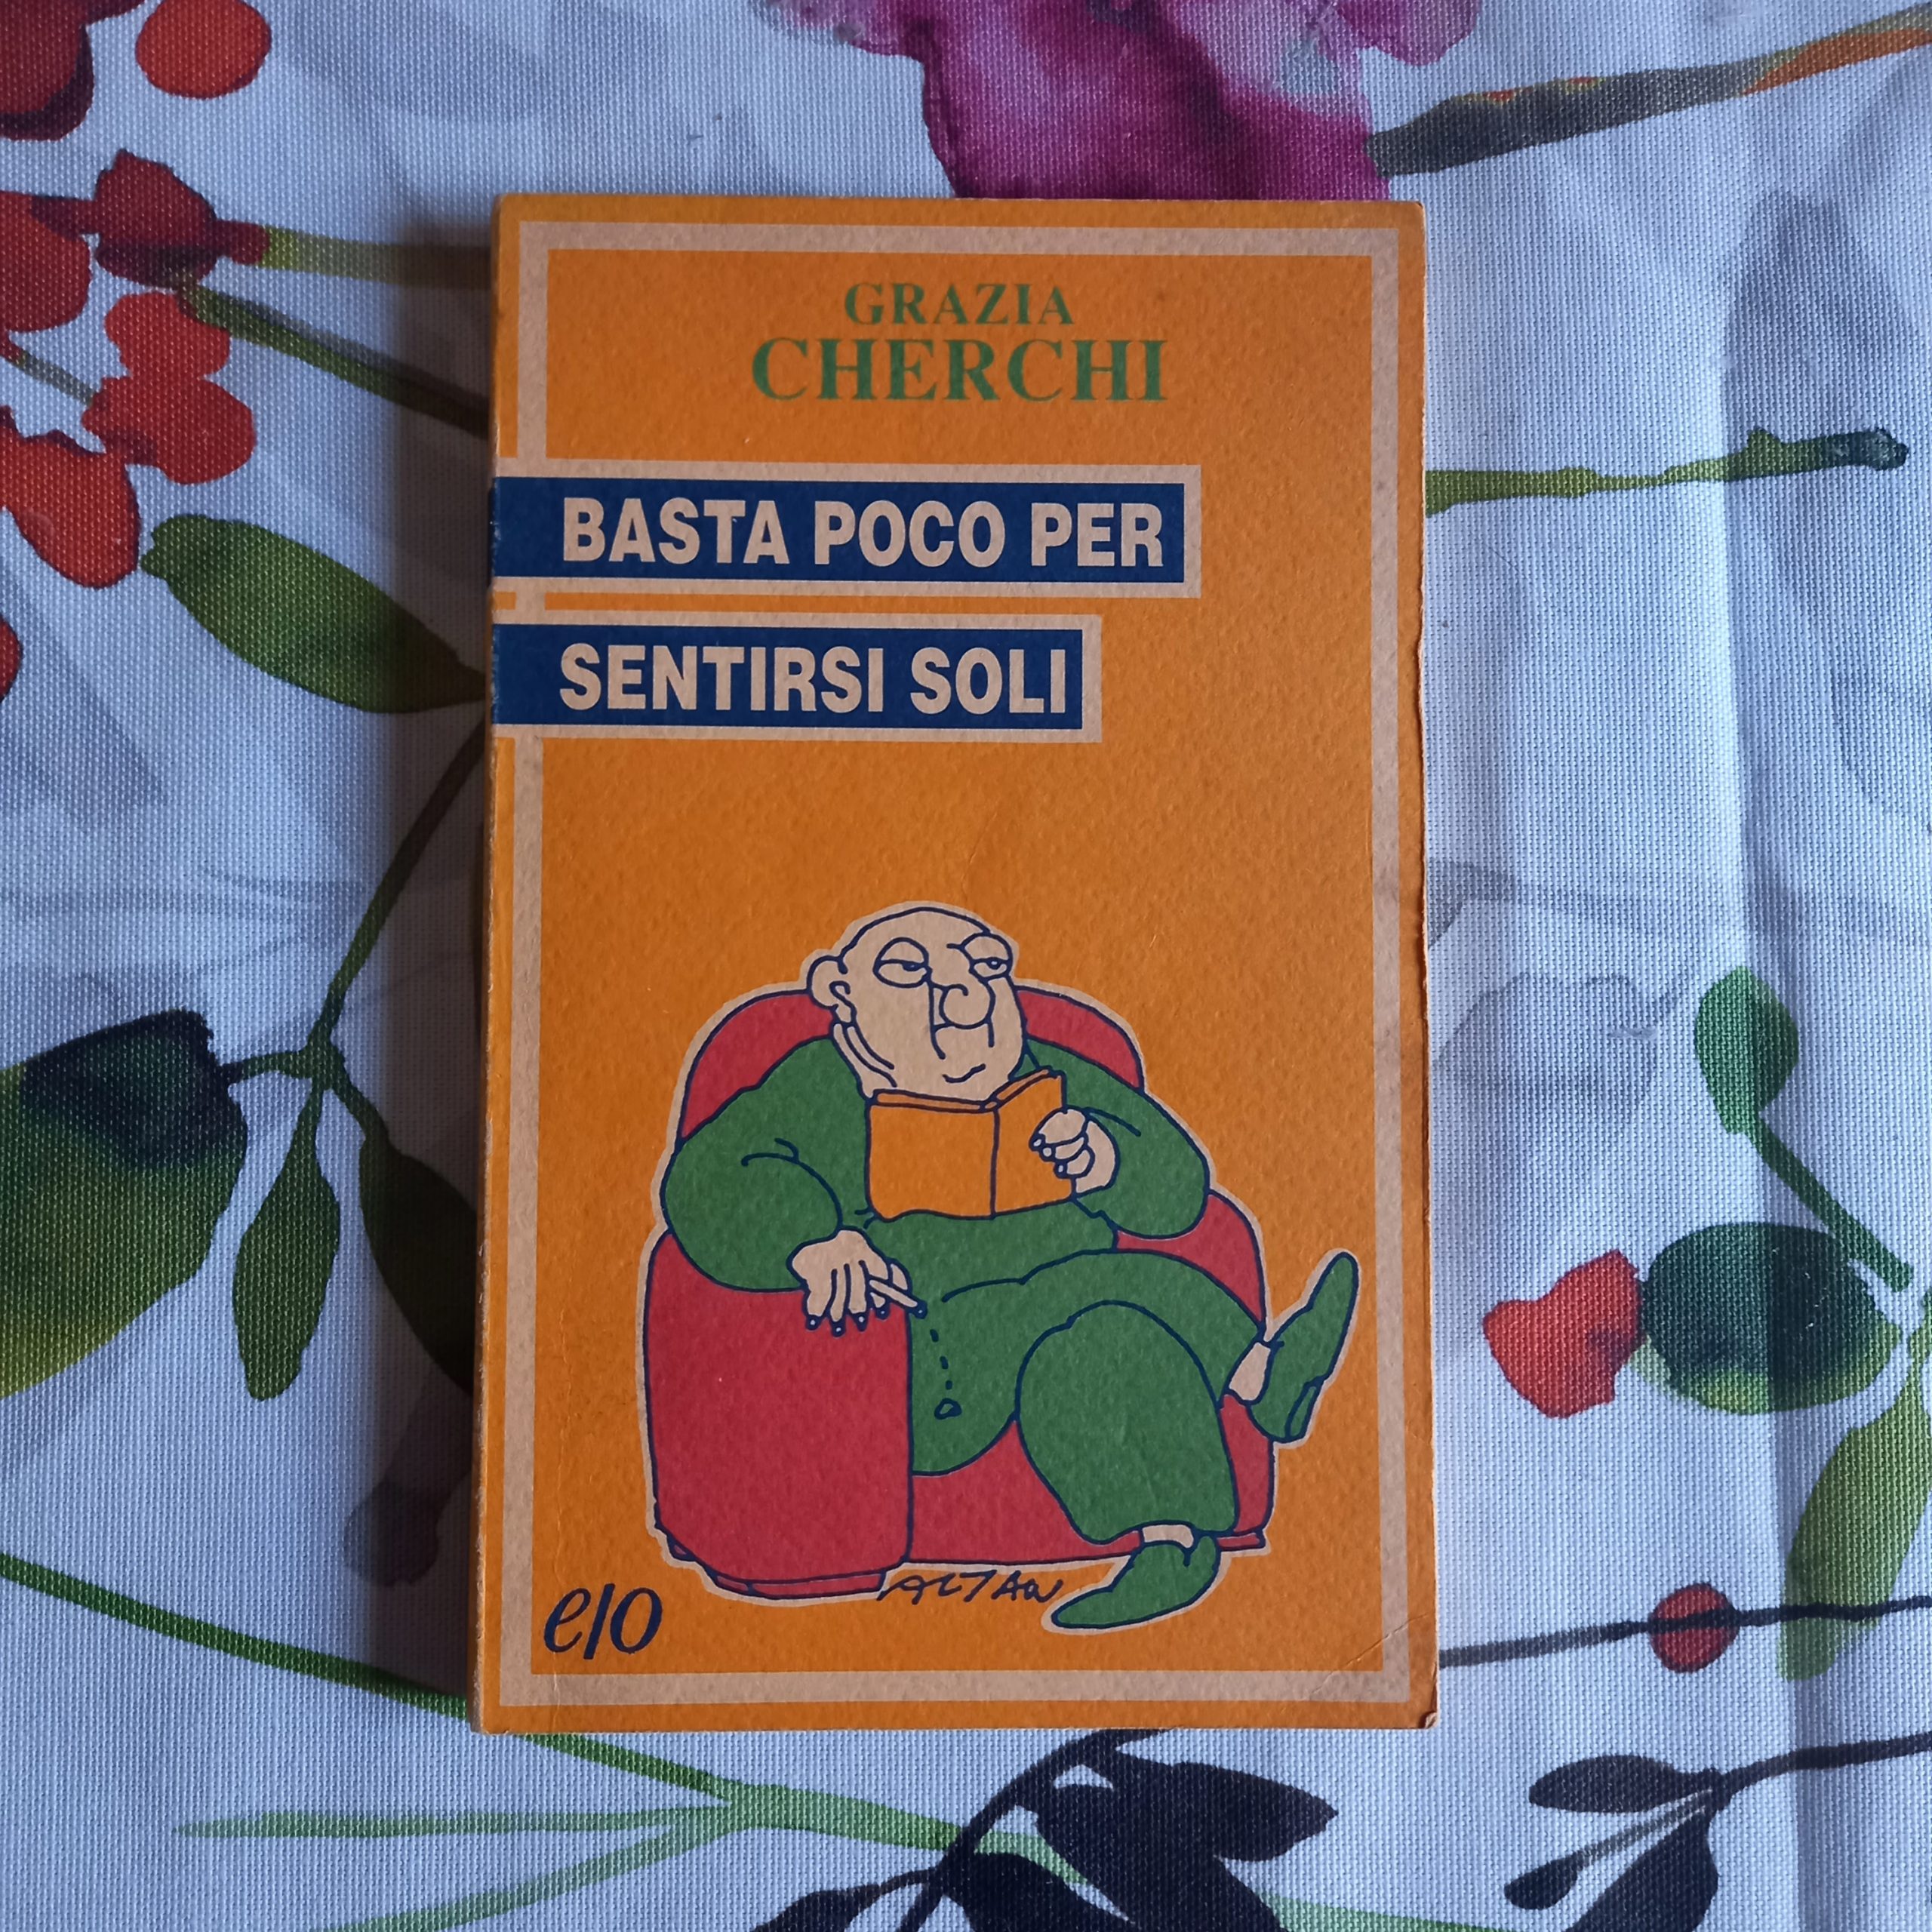 GRAZIA
CHERCHI
BASTA POCO PER
SENTIRSI SOLI
ALTAN
e/o